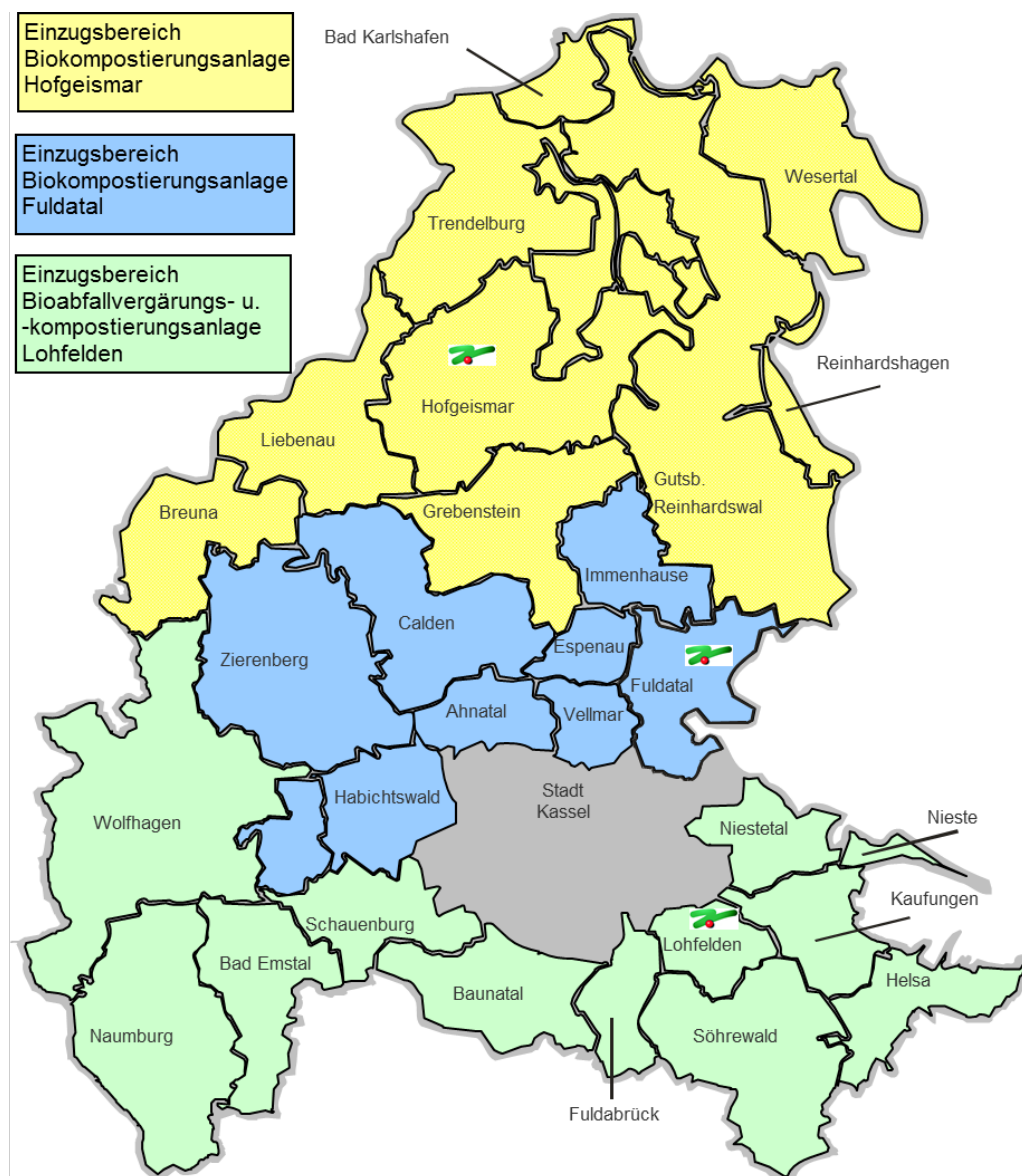 Einzugsbereich
Biokompostierungsanlage
Hofgeismar
Einzugsbereich
Biokompostierungsanlage
Fuldatal
Einzugsbereich
Bioabfallvergärungs- u.
-kompostierungsanlage
Lohfelden
Bad Karlshafen
Wesertal
Trendelburg
Reinhardshagen
Hofgeismar
Liebenau
Gutsb.
Reinhardswal
Breuna
Grebenstein
Immenhause
Calden
Espenau
Zierenberg
Fuldatal
Ahnatal
Vellmar
Stadt
Kassel
Habichtswald
Wolfhagen
Niestetal
Nieste
Kaufungen
Schauenburg
Lohfelden
Bad Emstal
Helsa
Baunatal
Naumburg
Söhrewald
Fuldabrück